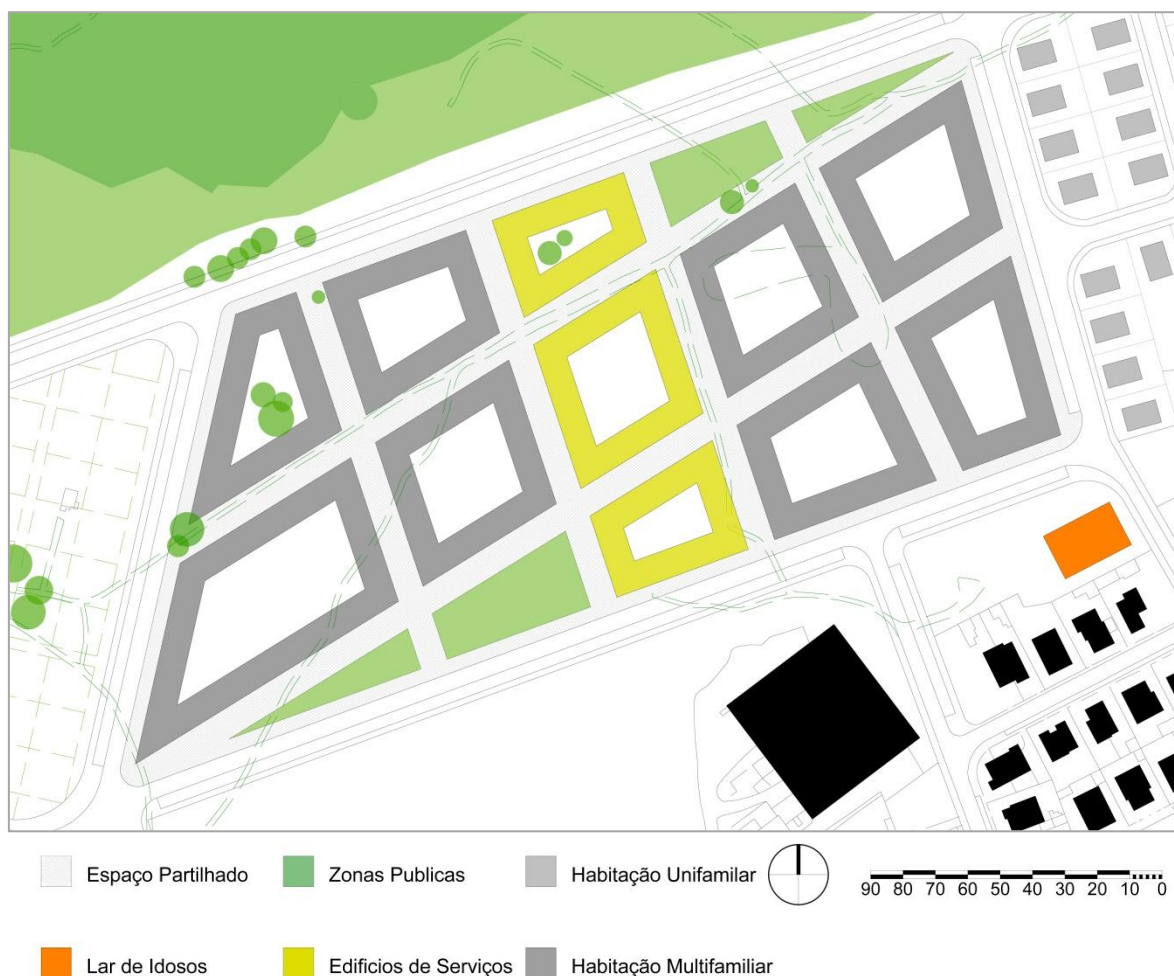 Espaço Partilhado
Zonas Publicas
Habitação Unifamilar
90 80 70 60 50 40 30 20 10 0
Lar de Idosos
Edificios de Serviços
Habitação Multifamiliar